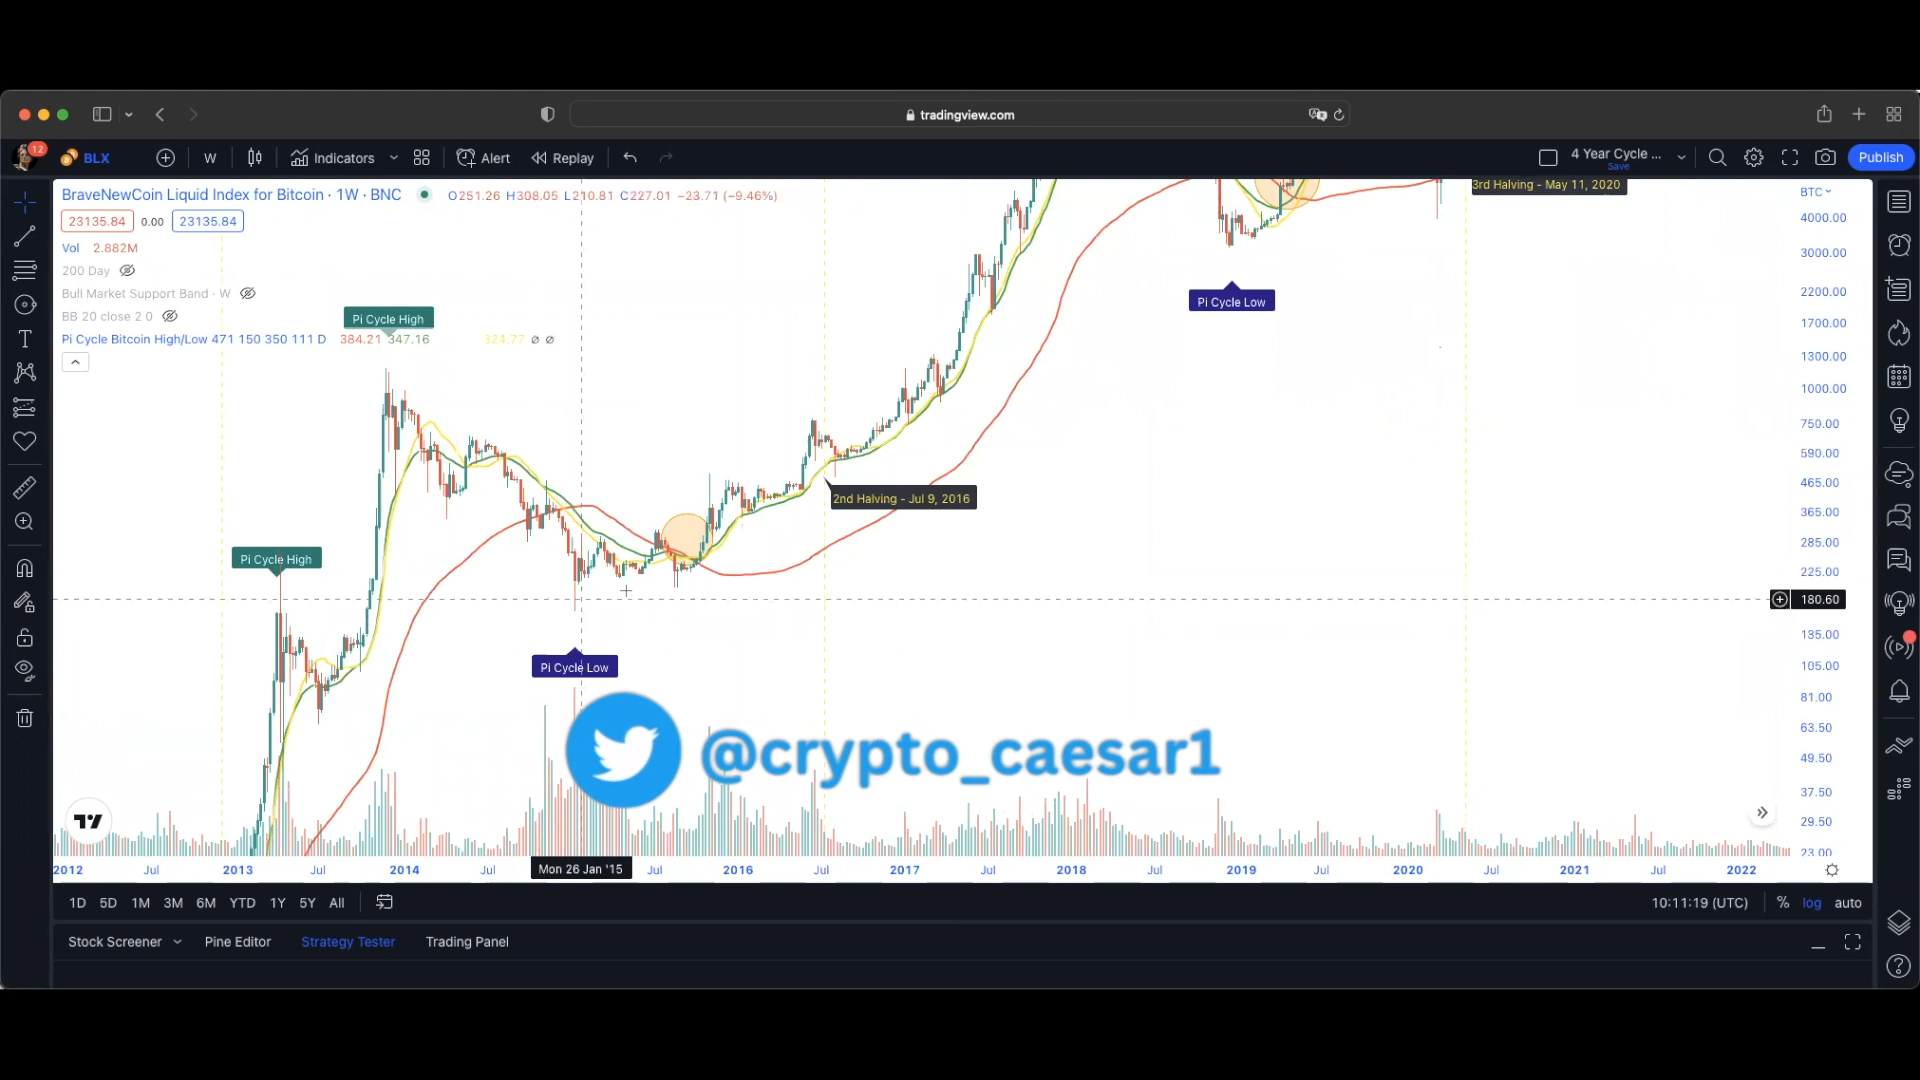 tradingview.com
12 BLX W Indicators Alert Replay 4 Year Cycle ... Save Publish
BraveNewCoin Liquid Index for Bitcoin · 1W · BNC O251.26 H308.05 L210.81 C227.01 −23.71 (−9.46%)
3rd Halving - May 11, 2020
BTC
23135.84 0.00 23135.84
Vol 2.882M
200 Day
Bull Market Support Band · W
BB 20 close 2 0
Pi Cycle Bitcoin High/Low 471 150 350 111 D 384.21 347.16 324.77 ∅ ∅
Pi Cycle High
Pi Cycle Low
2nd Halving - Jul 9, 2016
Pi Cycle High
Pi Cycle Low
@crypto_caesar1
4000.00
3000.00
2200.00
1700.00
1300.00
1000.00
750.00
590.00
465.00
365.00
285.00
225.00
180.60
135.00
105.00
81.00
63.50
49.50
37.50
29.50
23.00
2012 Jul 2013 Jul 2014 Jul Mon 26 Jan '15 Jul 2016 Jul 2017 Jul 2018 Jul 2019 Jul 2020 Jul 2021 Jul 2022
1D 5D 1M 3M 6M YTD 1Y 5Y All 10:11:19 (UTC) % log auto
Stock Screener Pine Editor Strategy Tester Trading Panel